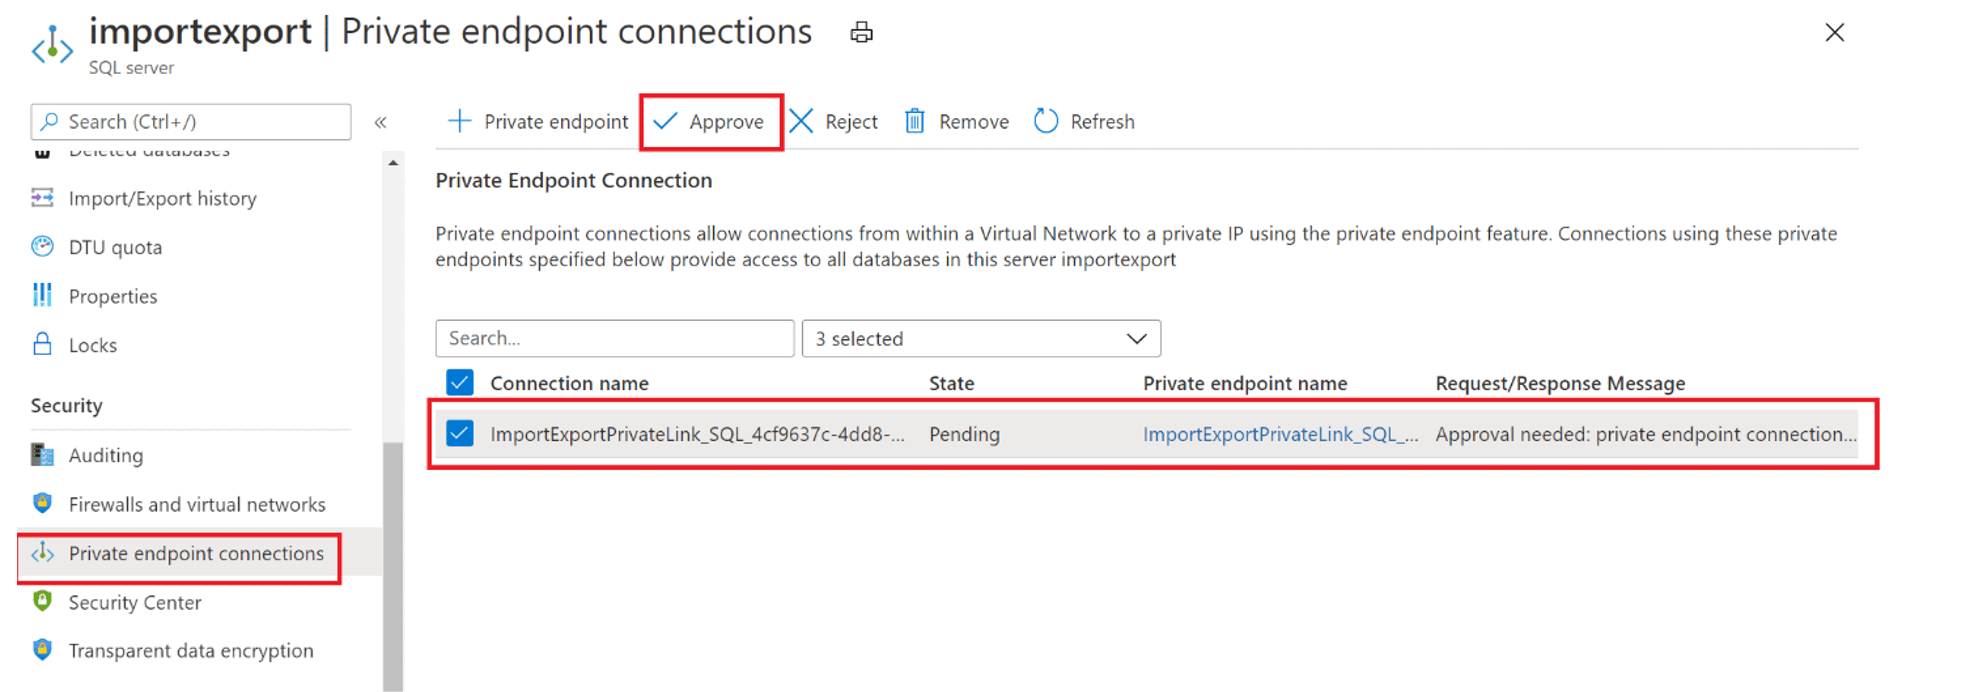 importexport | Private endpoint connections
SQL server
Search (Ctrl+/)
«
Deleted databases
Import/Export history
DTU quota
Properties
Locks
Security
Auditing
Firewalls and virtual networks
Private endpoint connections
Security Center
Transparent data encryption
Private endpoint Approve Reject Remove Refresh
Private Endpoint Connection
Private endpoint connections allow connections from within a Virtual Network to a private IP using the private endpoint feature. Connections using these private
endpoints specified below provide access to all databases in this server importexport
Search... 3 selected
Connection name State Private endpoint name Request/Response Message
ImportExportPrivateLink_SQL_4cf9637c-4dd8-... Pending ImportExportPrivateLink_SQL_... Approval needed: private endpoint connection...